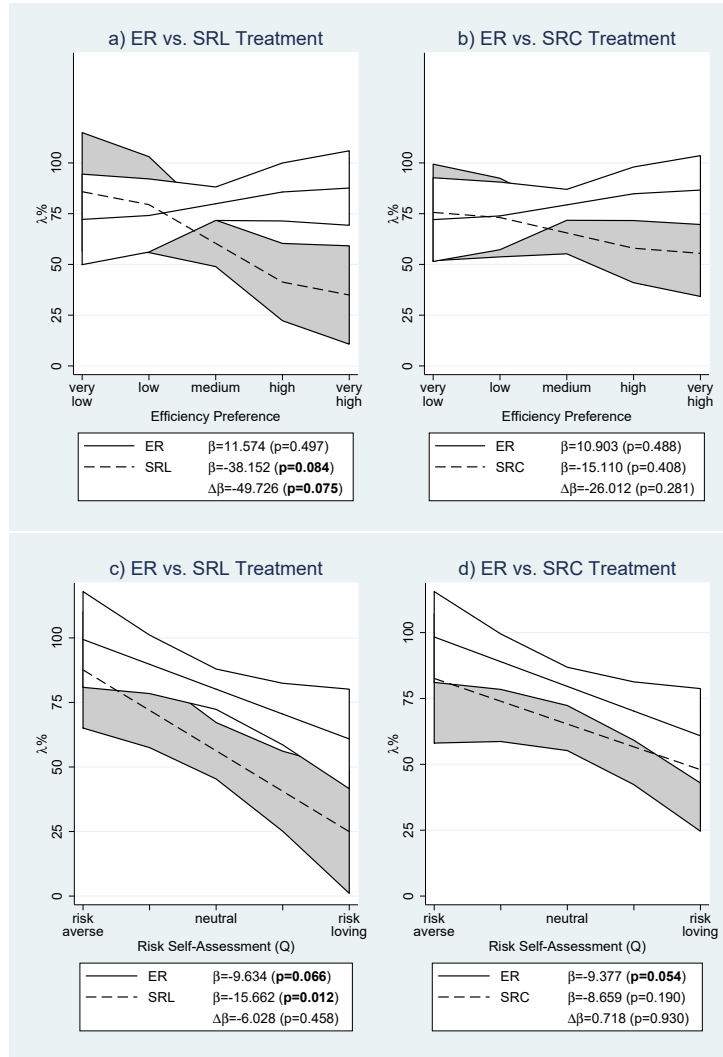 a) ER vs. SRL Treatment
λ%
100
75
50
25
0
very low
low
medium
high
very high
Efficiency Preference
ER β=11.574 (p=0.497)
SRL β=-38.152 (p=0.084)
Δβ=-49.726 (p=0.075)
b) ER vs. SRC Treatment
λ%
100
75
50
25
0
very low
low
medium
high
very high
Efficiency Preference
ER β=10.903 (p=0.488)
SRC β=-15.110 (p=0.408)
Δβ=-26.012 (p=0.281)
c) ER vs. SRL Treatment
λ%
100
75
50
25
0
risk averse
neutral
risk loving
Risk Self-Assessment (Q)
ER β=-9.634 (p=0.066)
SRL β=-15.662 (p=0.012)
Δβ=-6.028 (p=0.458)
d) ER vs. SRC Treatment
λ%
100
75
50
25
0
risk averse
neutral
risk loving
Risk Self-Assessment (Q)
ER β=-9.377 (p=0.054)
SRC β=-8.659 (p=0.190)
Δβ=0.718 (p=0.930)